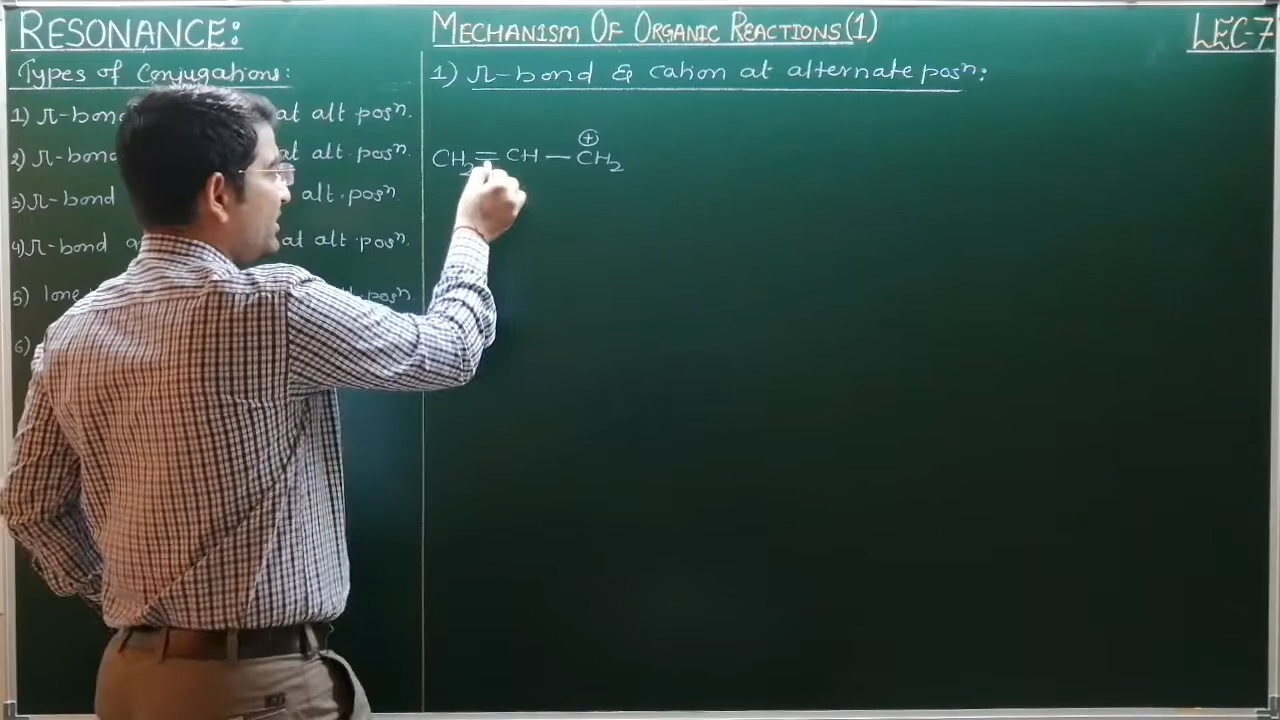 RESONANCE:
MECHANISM OF ORGANIC REACTIONS(1)
LEC-7
Types of Conjugations:
1) π-bond at alt posⁿ.
2) π-bond at alt.posⁿ.
3) π-bond alt.posⁿ.
4) π-bond at alt.posⁿ.
5) lone posⁿ
6)
1) π-bond & cation at alternate posⁿ:
⊕
CH₂=CH—CH₂